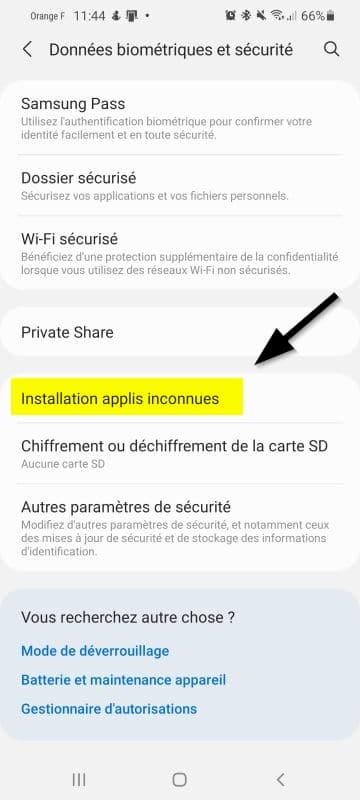 Orange F 11:44 66%
Données biométriques et sécurité
Samsung Pass
Utilisez l'authentification biométrique pour confirmer votre
identité facilement et en toute sécurité.
Dossier sécurisé
Sécurisez vos applications et vos fichiers personnels.
Wi-Fi sécurisé
Bénéficiez d'une protection supplémentaire de la confidentialité
lorsque vous utilisez des réseaux Wi-Fi non sécurisés.
Private Share
Installation applis inconnues
Chiffrement ou déchiffrement de la carte SD
Aucune carte SD
Autres paramètres de sécurité
Modifiez d'autres paramètres de sécurité, et notamment ceux
des mises à jour de sécurité et de stockage des informations
d'identification.
Vous recherchez autre chose ?
Mode de déverrouillage
Batterie et maintenance appareil
Gestionnaire d'autorisations